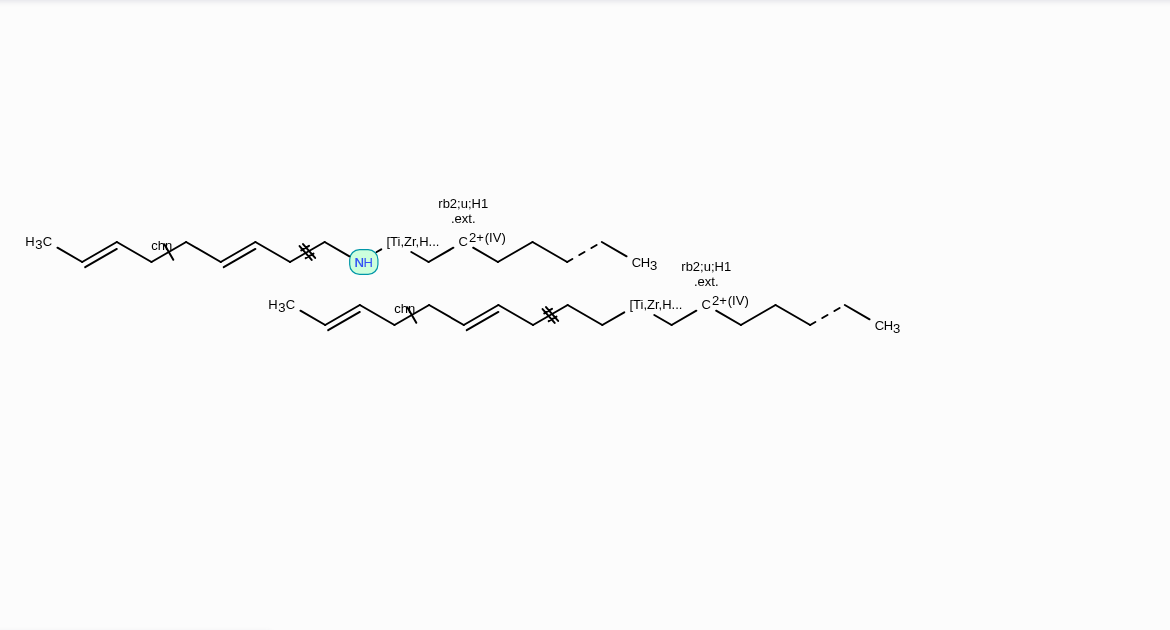 rb2;u;H1
.ext.
H3C chn NH [Ti,Zr,H... C 2+(IV) CH3
rb2;u;H1
.ext.
H3C chn [Ti,Zr,H... C 2+(IV) CH3